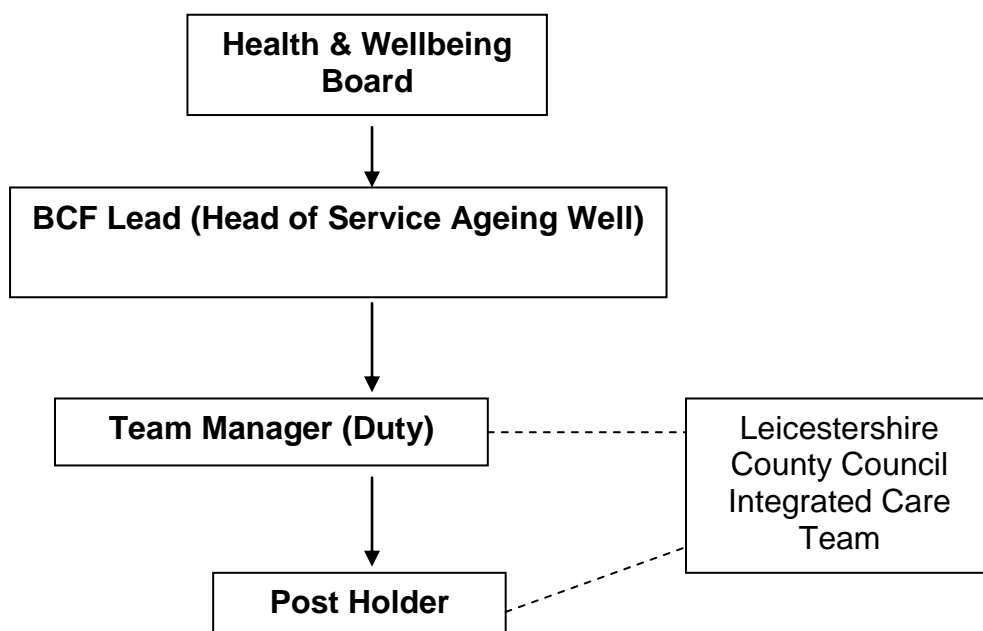 Health & Wellbeing
Board
BCF Lead (Head of Service Ageing Well)
Team Manager (Duty)
Leicestershire
County Council
Integrated Care
Team
Post Holder